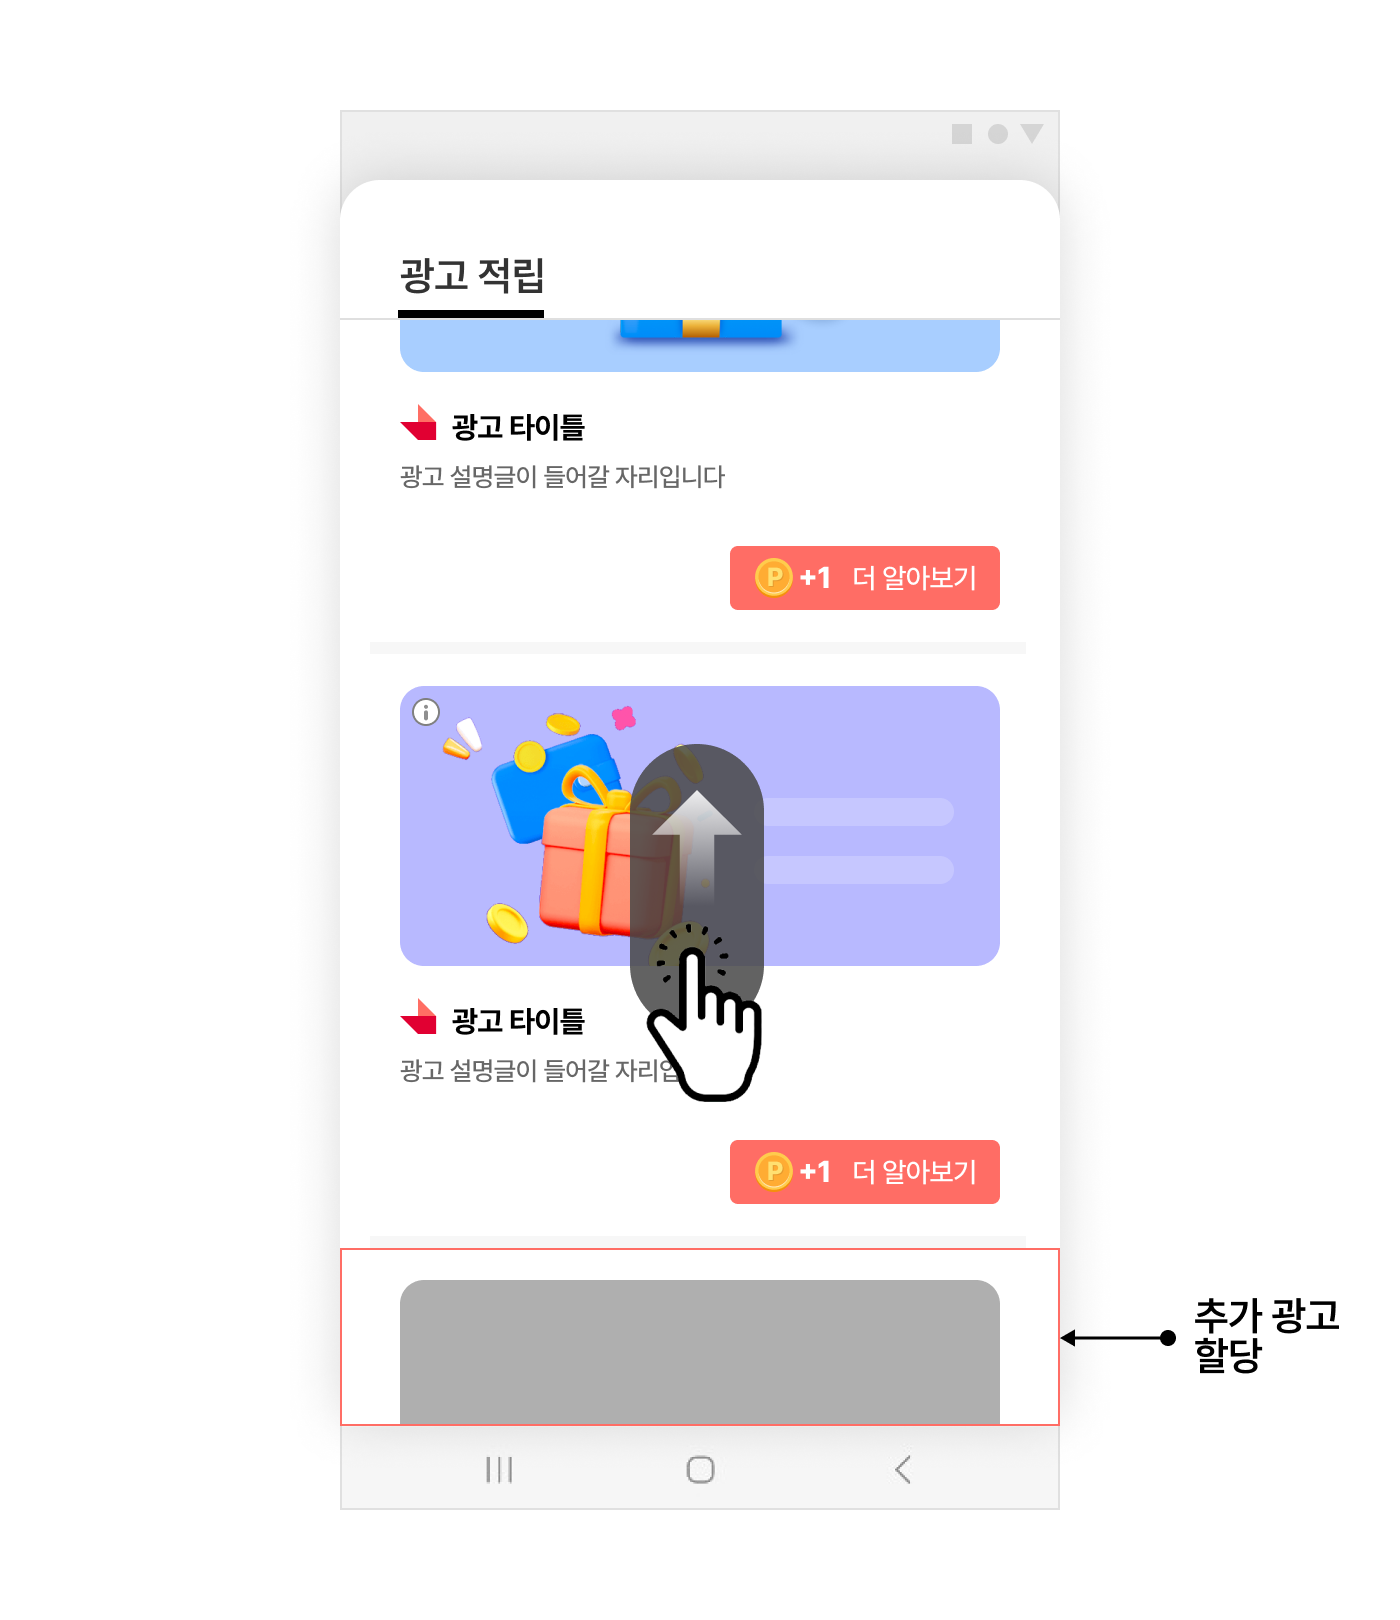 광고 적립
광고 타이틀
광고 설명글이 들어갈 자리입니다
P +1 더 알아보기
광고 타이틀
광고 설명글이 들어갈 자리입
P +1 더 알아보기
추가 광고
할당